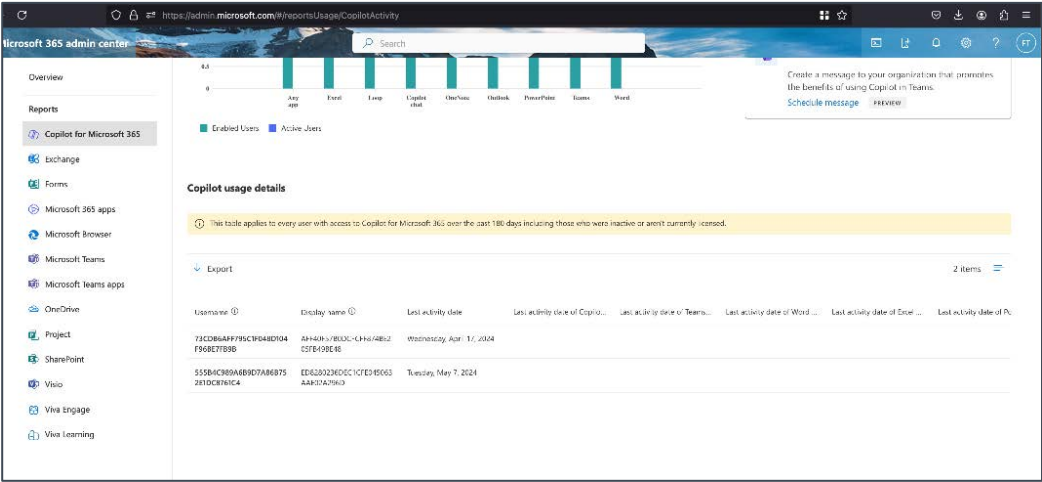 https://admin.microsoft.com/#/reportsUsage/CopilotActivity
Microsoft 365 admin center
Search
FT
Overview
Reports
Copilot for Microsoft 365
Exchange
Forms
Microsoft 365 apps
Microsoft Browser
Microsoft Teams
Microsoft Teams apps
OneDrive
Project
SharePoint
Visio
Viva Engage
Viva Learning
0
Any app
Excel
Loop
Copilot chat
OneNote
Outlook
PowerPoint
Teams
Word
Enabled Users
Active Users
Create a message to your organization that promotes
the benefits of using Copilot in Teams.
Schedule message
PREVIEW
Copilot usage details
This table applies to every user with access to Copilot for Microsoft 365 over the past 180 days including those who were inactive or aren't currently licensed.
Export
2 items
Username
Display name
Last activity date
Last activity date of Copilo...
Last activity date of Teams...
Last activity date of Word ...
Last activity date of Excel ...
Last activity date of Po
73CDB6AFF795C1F048D104
F96BE7FB9B
Wednesday, April 17, 2024
555B4C989A6B9D7A86B75
281DC8761C4
Tuesday, May 7, 2024